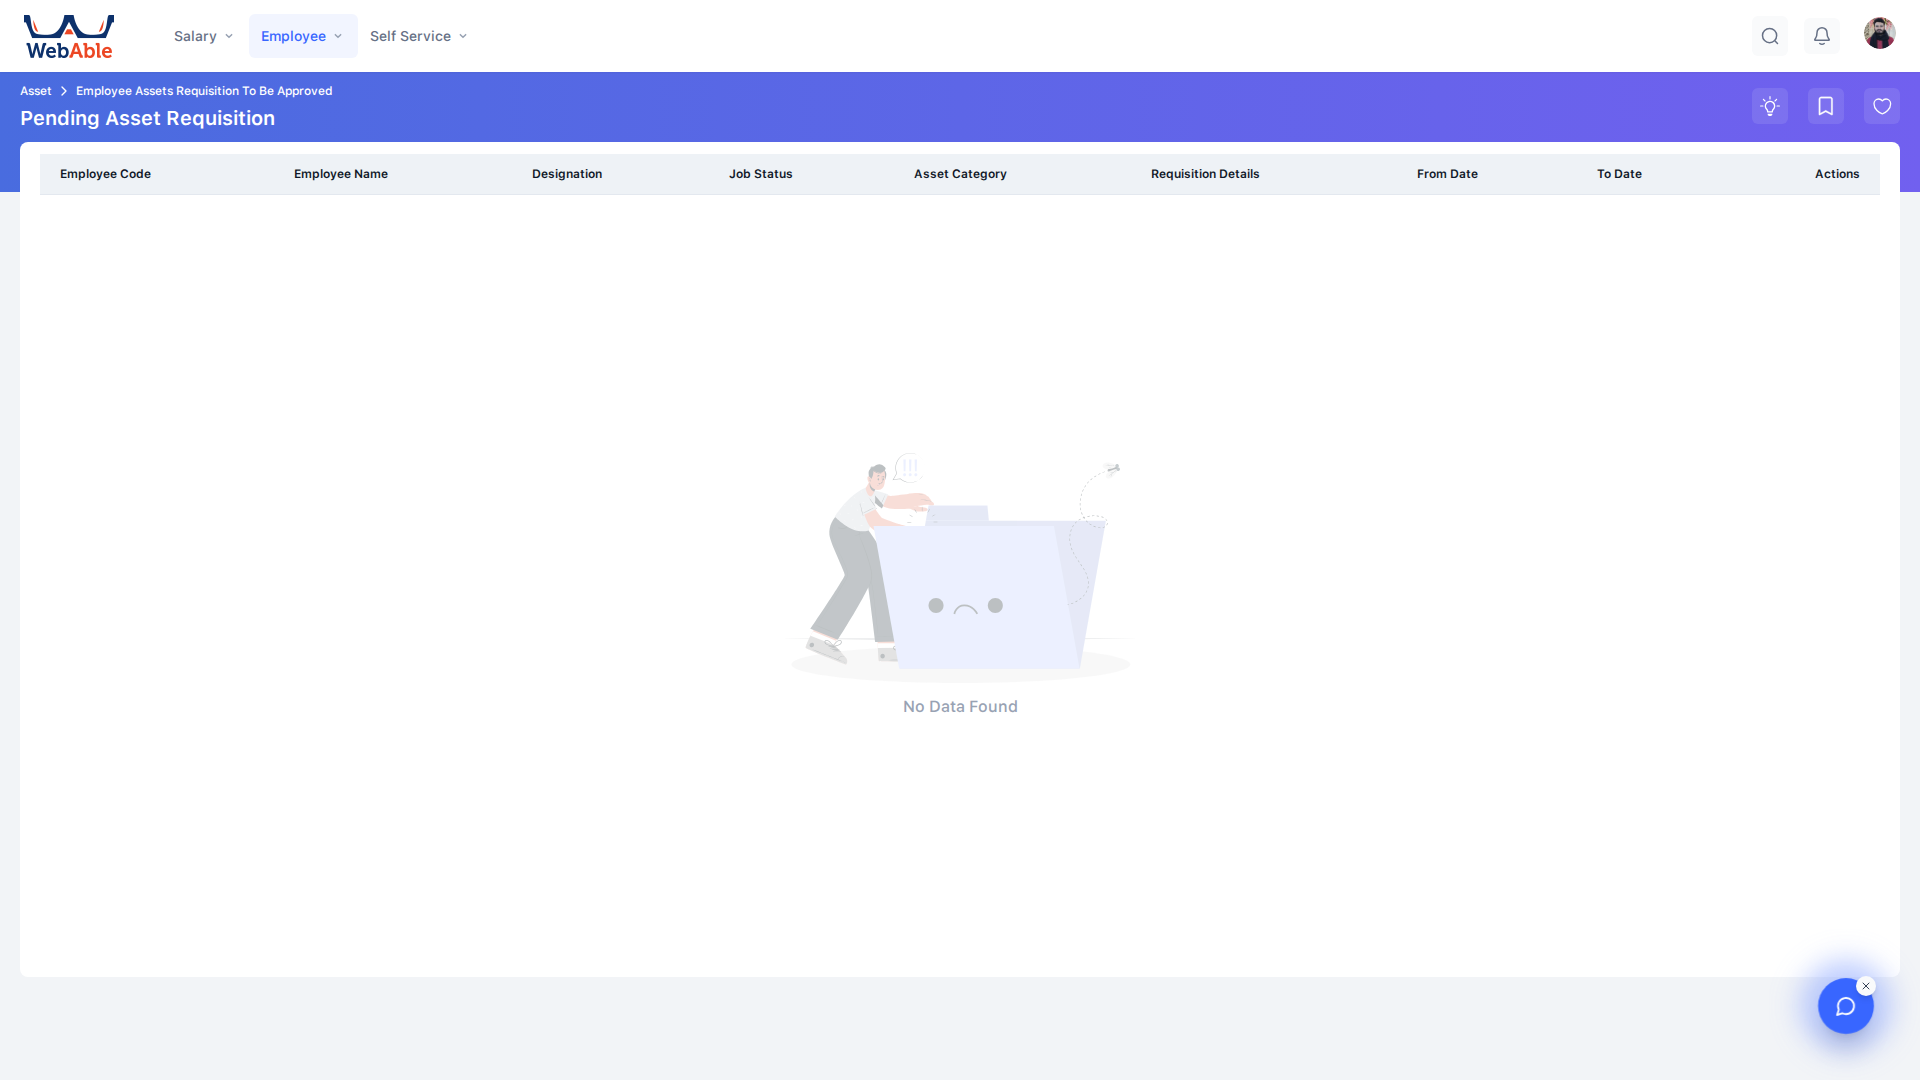 WebAble
Salary
Employee
Self Service
Asset
Employee Assets Requisition To Be Approved
Pending Asset Requisition
Employee Code
Employee Name
Designation
Job Status
Asset Category
Requisition Details
From Date
To Date
Actions
!!!
No Data Found